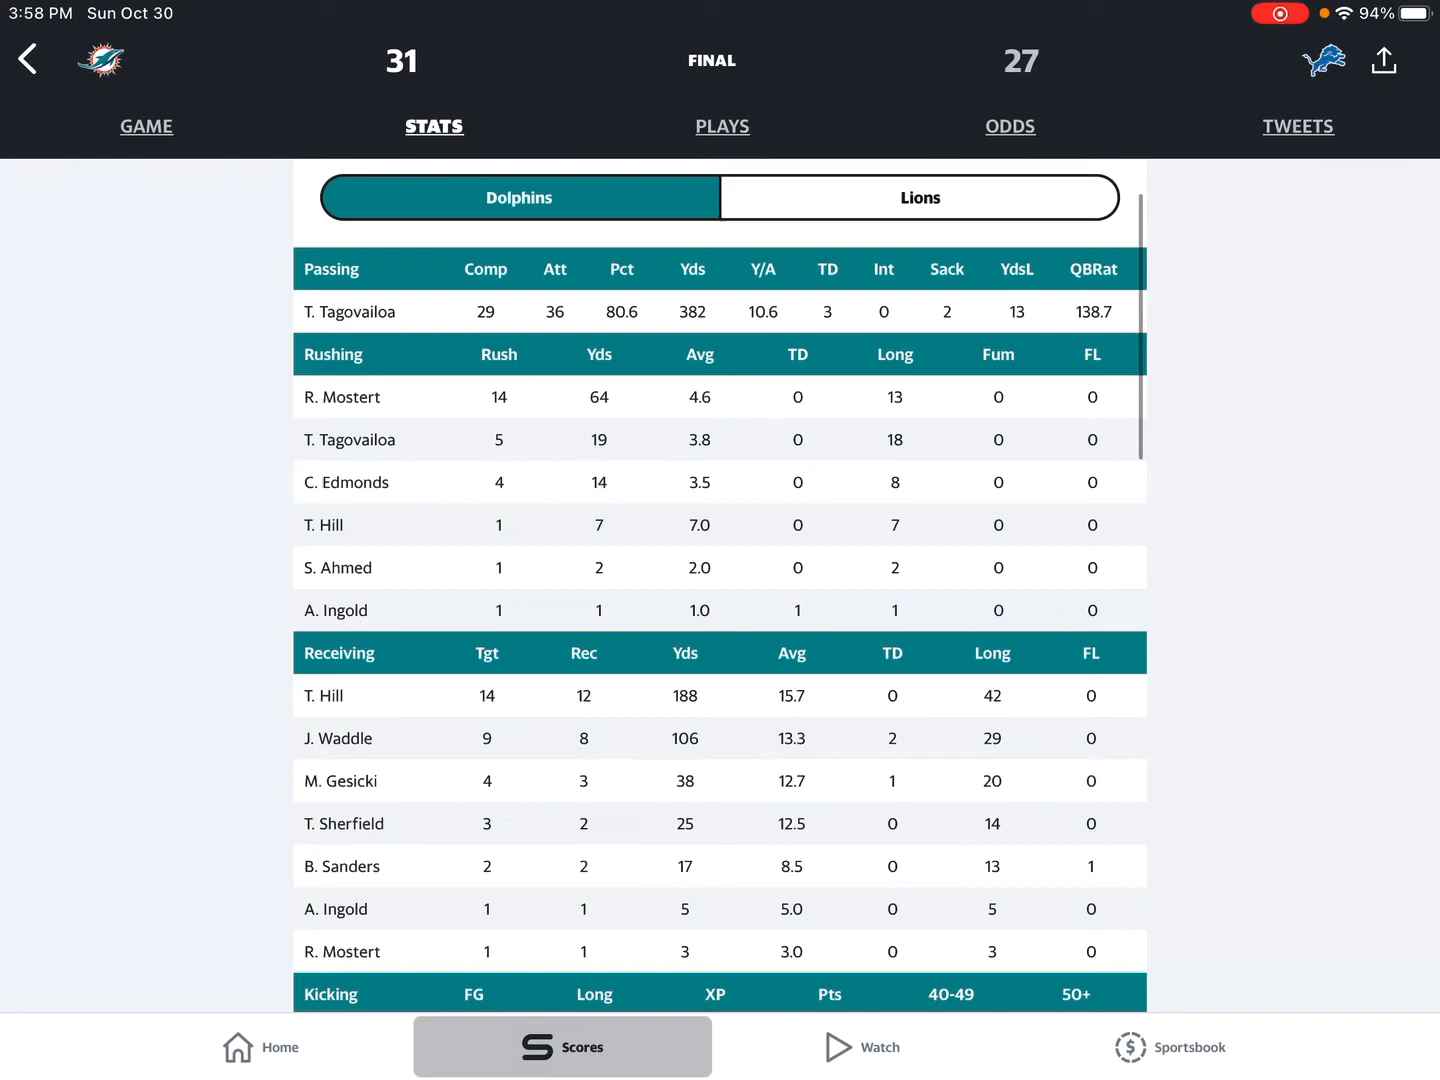 3:58 PM Sun Oct 30 94%
31 FINAL 27
GAME STATS PLAYS ODDS TWEETS
Dolphins Lions
Passing Comp Att Pct Yds Y/A TD Int Sack YdsL QBRat
T. Tagovailoa 29 36 80.6 382 10.6 3 0 2 13 138.7
Rushing Rush Yds Avg TD Long Fum FL
R. Mostert 14 64 4.6 0 13 0 0
T. Tagovailoa 5 19 3.8 0 18 0 0
C. Edmonds 4 14 3.5 0 8 0 0
T. Hill 1 7 7.0 0 7 0 0
S. Ahmed 1 2 2.0 0 2 0 0
A. Ingold 1 1 1.0 1 1 0 0
Receiving Tgt Rec Yds Avg TD Long FL
T. Hill 14 12 188 15.7 0 42 0
J. Waddle 9 8 106 13.3 2 29 0
M. Gesicki 4 3 38 12.7 1 20 0
T. Sherfield 3 2 25 12.5 0 14 0
B. Sanders 2 2 17 8.5 0 13 1
A. Ingold 1 1 5 5.0 0 5 0
R. Mostert 1 1 3 3.0 0 3 0
Kicking FG Long XP Pts 40-49 50+
Home Scores Watch Sportsbook